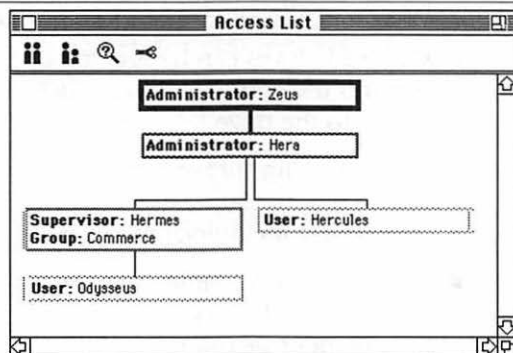 Access List
Administrator: Zeus
Administrator: Hera
Supervisor: Hermes
Group: Commerce
User: Hercules
User: Odysseus